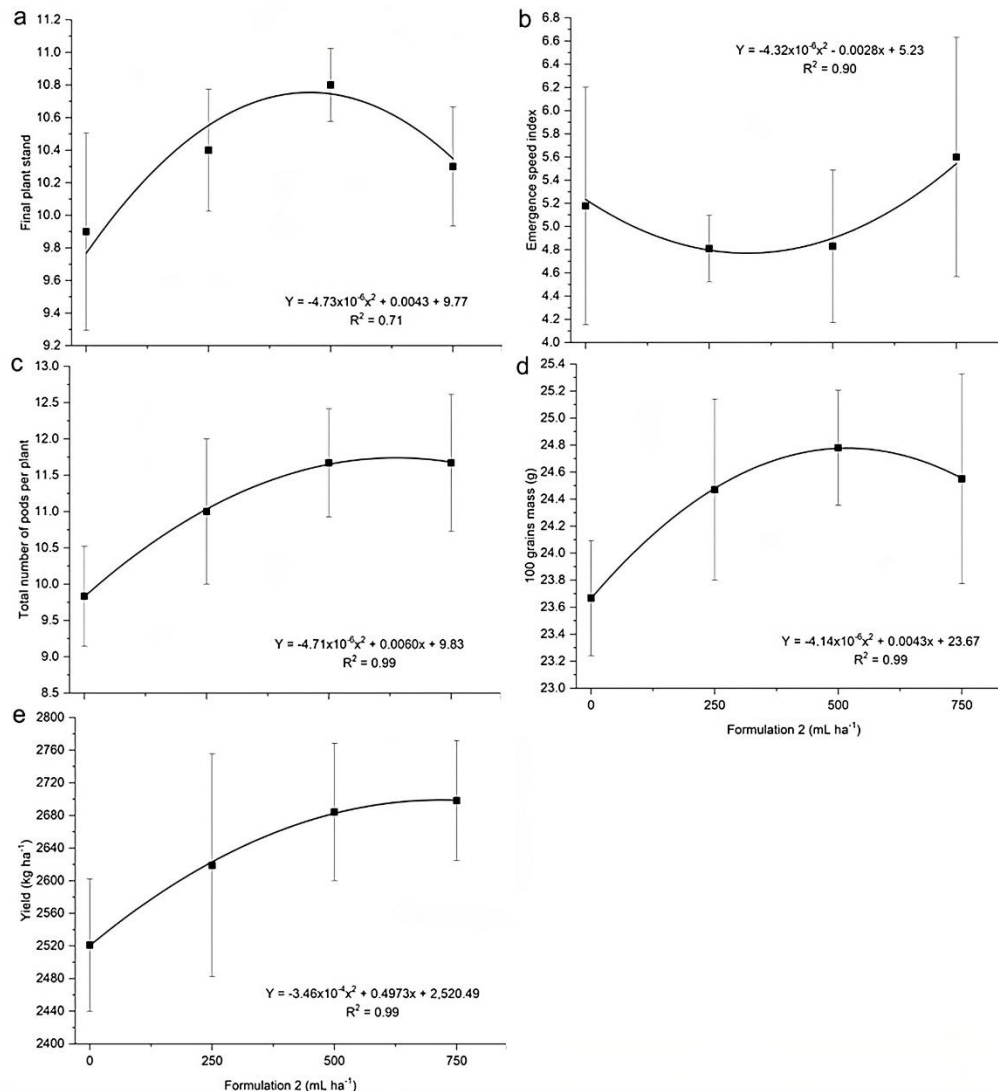 a
Final plant stand
11.2
11.0
10.8
10.6
10.4
10.2
10.0
9.8
9.6
9.4
9.2
Y = -4.73x10⁻⁶x² + 0.0043 + 9.77
R² = 0.71
b
Emergence speed index
6.8
6.6
6.4
6.2
6.0
5.8
5.6
5.4
5.2
5.0
4.8
4.6
4.4
4.2
4.0
Y = -4.32x10⁻⁶x² - 0.0028x + 5.23
R² = 0.90
c
Total number of pods per plant
13.0
12.5
12.0
11.5
11.0
10.5
10.0
9.5
9.0
8.5
Y = -4.71x10⁻⁶x² + 0.0060x + 9.83
R² = 0.99
d
100 grains mass (g)
25.4
25.2
25.0
24.8
24.6
24.4
24.2
24.0
23.8
23.6
23.4
23.2
23.0
Y = -4.14x10⁻⁶x² + 0.0043x + 23.67
R² = 0.99
0 250 500 750
Formulation 2 (mL ha⁻¹)
e
Yield (kg ha⁻¹)
2800
2760
2720
2680
2640
2600
2560
2520
2480
2440
2400
Y = -3.46x10⁻⁴x² + 0.4973x + 2,520.49
R² = 0.99
0 250 500 750
Formulation 2 (mL ha⁻¹)